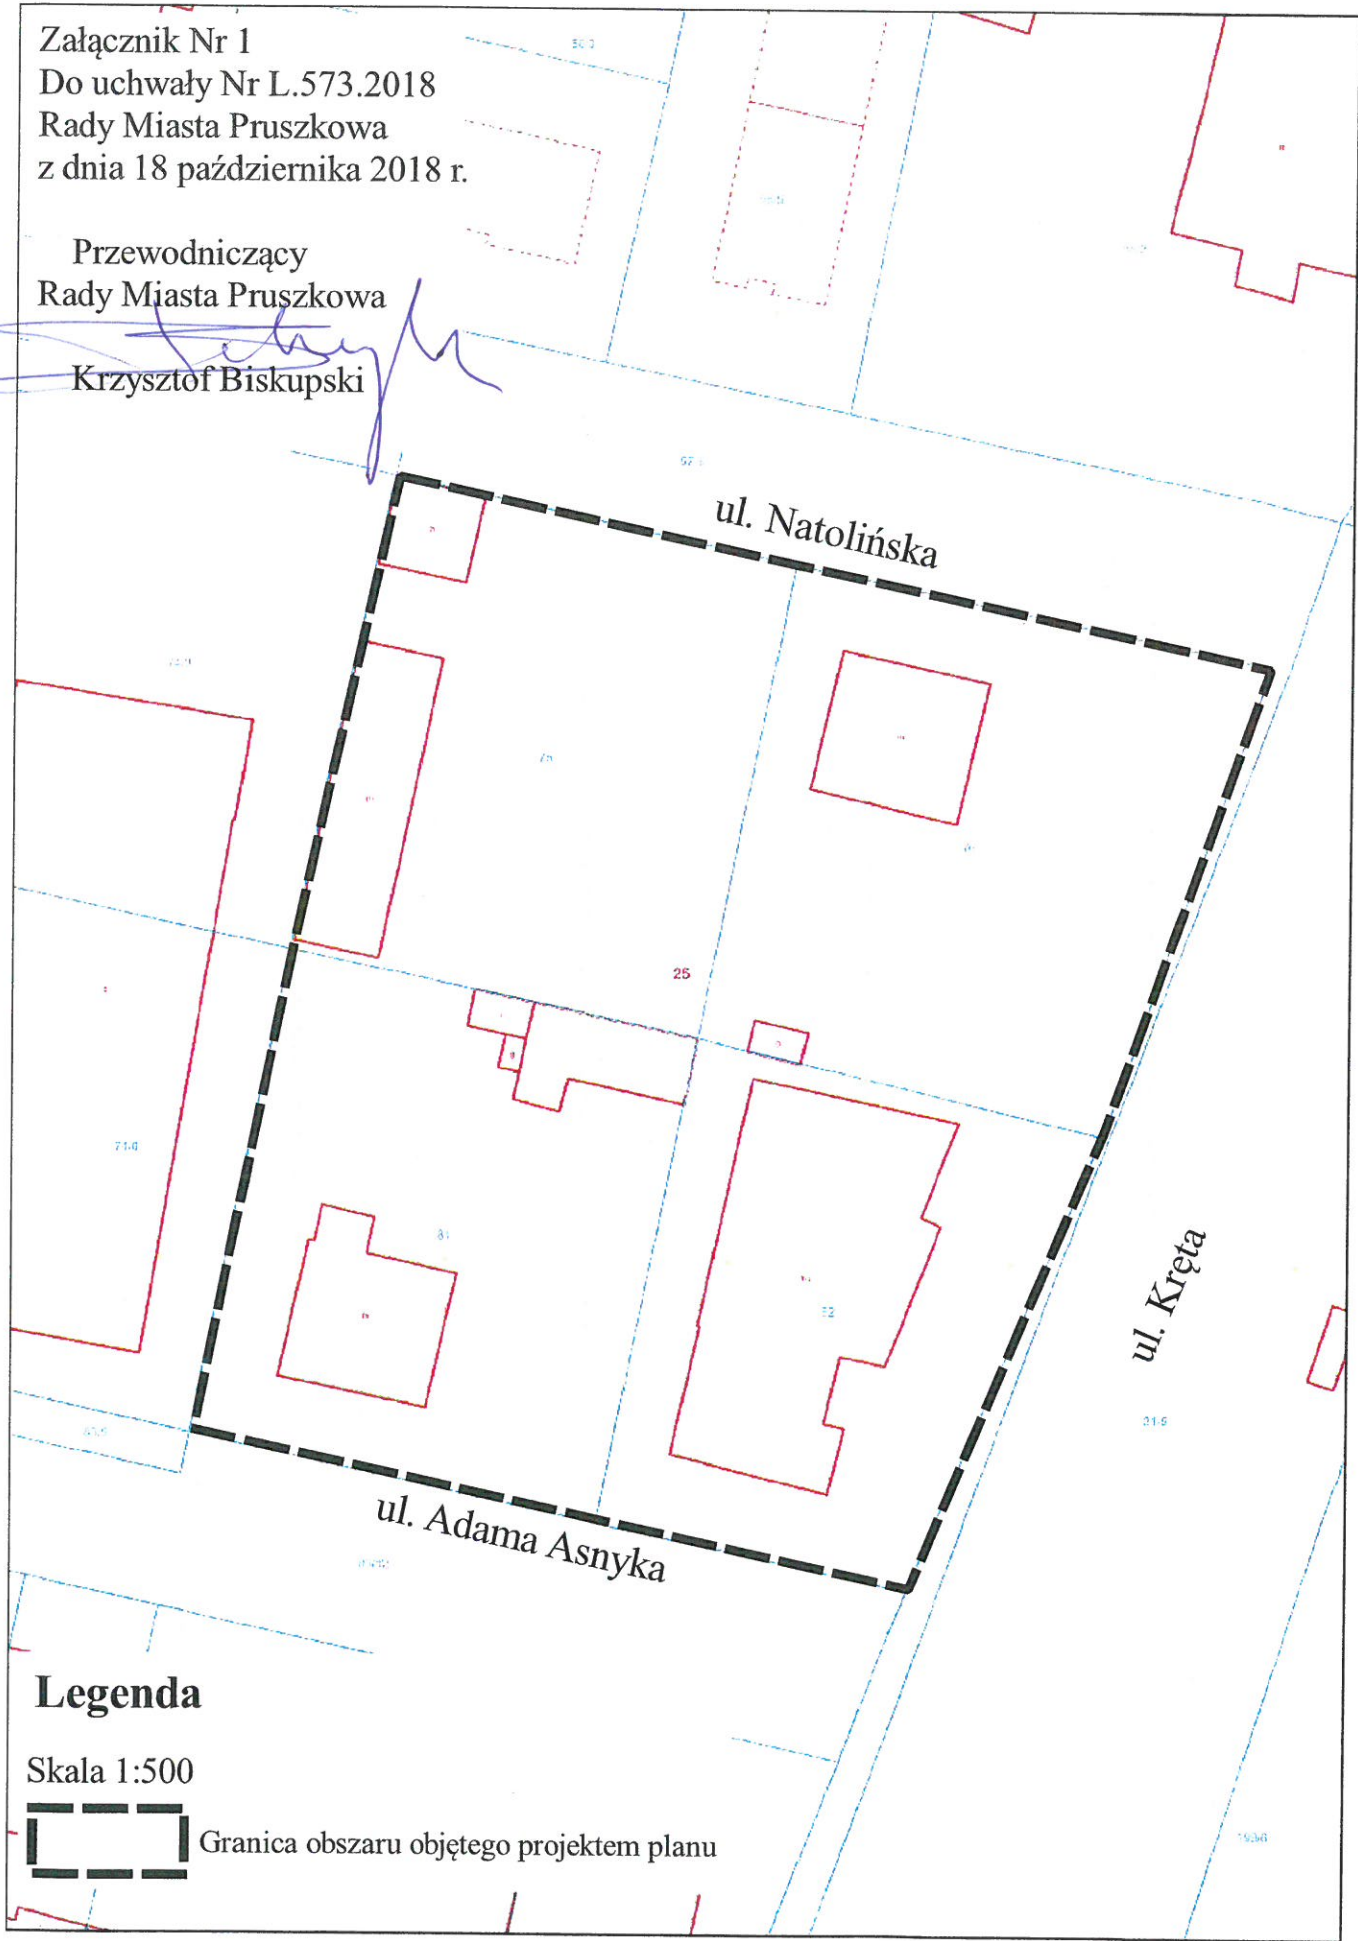 Załącznik Nr 1
Do uchwały Nr L.573.2018
Rady Miasta Pruszkowa
z dnia 18 października 2018 r.
Przewodniczący
Rady Miasta Pruszkowa
Krzysztof Biskupski
ul. Natolińska
25
81
ul. Kręta
ul. Adama Asnyka
Legenda
Skala 1:500
Granica obszaru objętego projektem planu